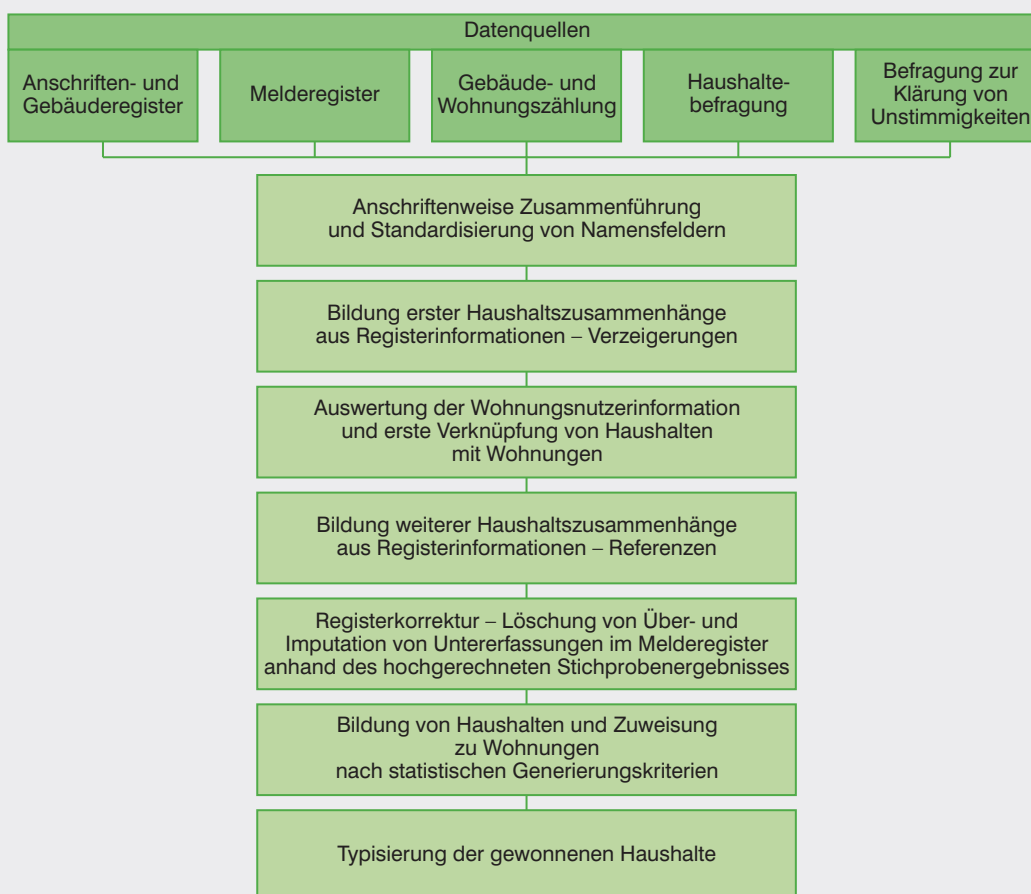 Datenquellen
Anschriften- und
Gebäuderegister
Melderegister
Gebäude- und
Wohnungszählung
Haushalte-
befragung
Befragung zur
Klärung von
Unstimmigkeiten
Anschriftenweise Zusammenführung
und Standardisierung von Namensfeldern
Bildung erster Haushaltszusammenhänge
aus Registerinformationen – Verzeigerungen
Auswertung der Wohnungsnutzerinformation
und erste Verknüpfung von Haushalten
mit Wohnungen
Bildung weiterer Haushaltszusammenhänge
aus Registerinformationen – Referenzen
Registerkorrektur – Löschung von Über- und
Imputation von Untererfassungen im Melderegister
anhand des hochgerechneten Stichprobenergebnisses
Bildung von Haushalten und Zuweisung
zu Wohnungen
nach statistischen Generierungskriterien
Typisierung der gewonnenen Haushalte